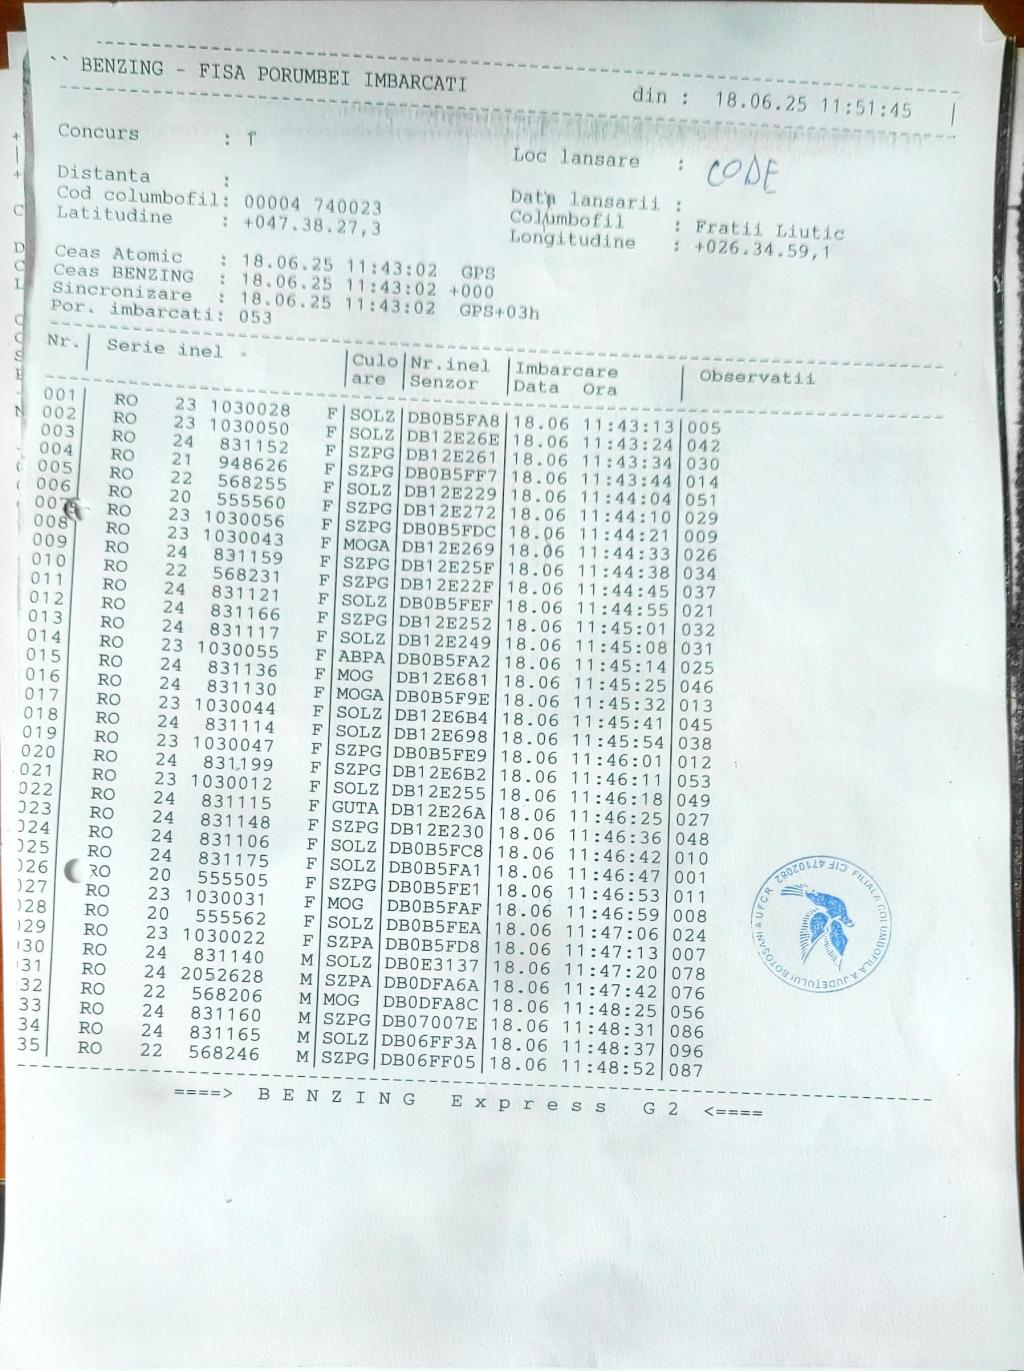 BENZING - FISA PORUMBEI IMBARCATI din : 18.06.25 11:51:45 |
Concurs : Loc lansare : CODE
Distanta : Data lansarii :
Cod columbofil: 00004 740023 Columbofil : Fratii Liutic
Latitudine : +047.38.27,3 Longitudine : +026.34.59,1
Ceas Atomic : 18.06.25 11:43:02 GPS
Ceas BENZING : 18.06.25 11:43:02 +000
Sincronizare : 18.06.25 11:43:02 GPS+03h
Por. imbarcati: 053
Nr.| Serie inel |Culo|Nr.inel |Imbarcare | Observatii
|are |Senzor |Data Ora |
001| RO 23 1030028 F|SOLZ|DB0B5FA8|18.06 11:43:13|005
002| RO 23 1030050 F|SOLZ|DB12E26E|18.06 11:43:24|042
003| RO 24 831152 F|SZPG|DB12E261|18.06 11:43:34|030
004| RO 21 948626 F|SZPG|DB0B5FF7|18.06 11:43:44|014
005| RO 22 568255 F|SOLZ|DB12E229|18.06 11:44:04|051
006| RO 20 555560 F|SZPG|DB12E272|18.06 11:44:10|029
007| RO 23 1030056 F|SZPG|DB0B5FDC|18.06 11:44:21|009
008| RO 23 1030043 F|MOGA|DB12E269|18.06 11:44:33|026
009| RO 24 831159 F|SZPG|DB12E25F|18.06 11:44:38|034
010| RO 22 568231 F|SZPG|DB12E22F|18.06 11:44:45|037
011| RO 24 831121 F|SOLZ|DB0B5FEF|18.06 11:44:55|021
012| RO 24 831166 F|SZPG|DB12E252|18.06 11:45:01|032
013| RO 24 831117 F|SOLZ|DB12E249|18.06 11:45:08|031
014| RO 23 1030055 F|ABPA|DB0B5FA2|18.06 11:45:14|025
015| RO 24 831136 F|MOG |DB12E681|18.06 11:45:25|046
016| RO 24 831130 F|MOGA|DB0B5F9E|18.06 11:45:32|013
017| RO 23 1030044 F|SOLZ|DB12E6B4|18.06 11:45:41|045
018| RO 24 831114 F|SOLZ|DB12E698|18.06 11:45:54|038
019| RO 23 1030047 F|SZPG|DB0B5FE9|18.06 11:46:01|012
020| RO 24 831199 F|SZPG|DB12E6B2|18.06 11:46:11|053
021| RO 23 1030012 F|SOLZ|DB12E255|18.06 11:46:18|049
022| RO 24 831115 F|GUTA|DB12E26A|18.06 11:46:25|027
023| RO 24 831148 F|SZPG|DB12E230|18.06 11:46:36|048
024| RO 24 831106 F|SOLZ|DB0B5FC8|18.06 11:46:42|010
025| RO 24 831175 F|SOLZ|DB0B5FA1|18.06 11:46:47|001
026| RO 20 555505 F|SZPG|DB0B5FE1|18.06 11:46:53|011
027| RO 23 1030031 F|MOG |DB0B5FAF|18.06 11:46:59|008
028| RO 20 555562 F|SOLZ|DB0B5FEA|18.06 11:47:06|024
029| RO 23 1030022 F|SZPA|DB0B5FD8|18.06 11:47:13|007
030| RO 24 831140 M|SOLZ|DB0E3137|18.06 11:47:20|078
31| RO 24 2052628 M|SZPA|DB0DFA6A|18.06 11:47:42|076
32| RO 22 568206 M|MOG |DB0DFA8C|18.06 11:48:25|056
33| RO 24 831160 M|SZPG|DB07007E|18.06 11:48:31|086
34| RO 24 831165 M|SOLZ|DB06FF3A|18.06 11:48:37|096
35| RO 22 568246 M|SZPG|DB06FF05|18.06 11:48:52|087
====> B E N Z I N G E x p r e s s G 2 <====
FILIALA COLUMBOFILA A JUDETULUI BOTOSANI A U.F.C.R. CIF 47102082